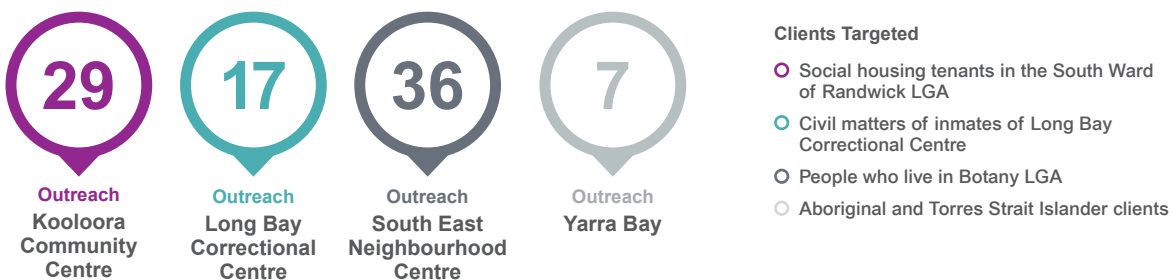 29
Outreach
Kooloora
Community
Centre
17
Outreach
Long Bay
Correctional
Centre
36
Outreach
South East
Neighbourhood
Centre
7
Outreach
Yarra Bay
Clients Targeted
Social housing tenants in the South Ward
of Randwick LGA
Civil matters of inmates of Long Bay
Correctional Centre
People who live in Botany LGA
Aboriginal and Torres Strait Islander clients